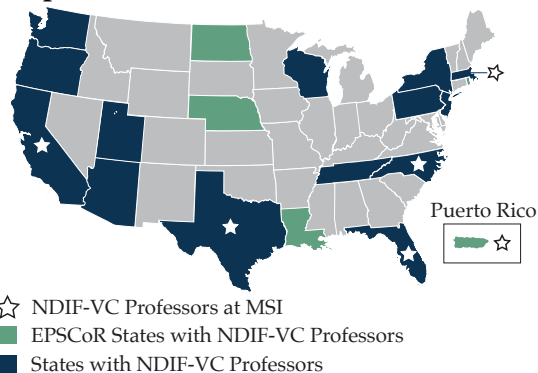 Puerto Rico
NDIF-VC Professors at MSI
EPSCoR States with NDIF-VC Professors
States with NDIF-VC Professors